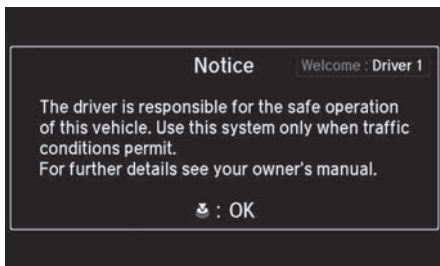 Notice
Welcome : Driver 1
The driver is responsible for the safe operation
of this vehicle. Use this system only when traffic
conditions permit.
For further details see your owner's manual.
: OK